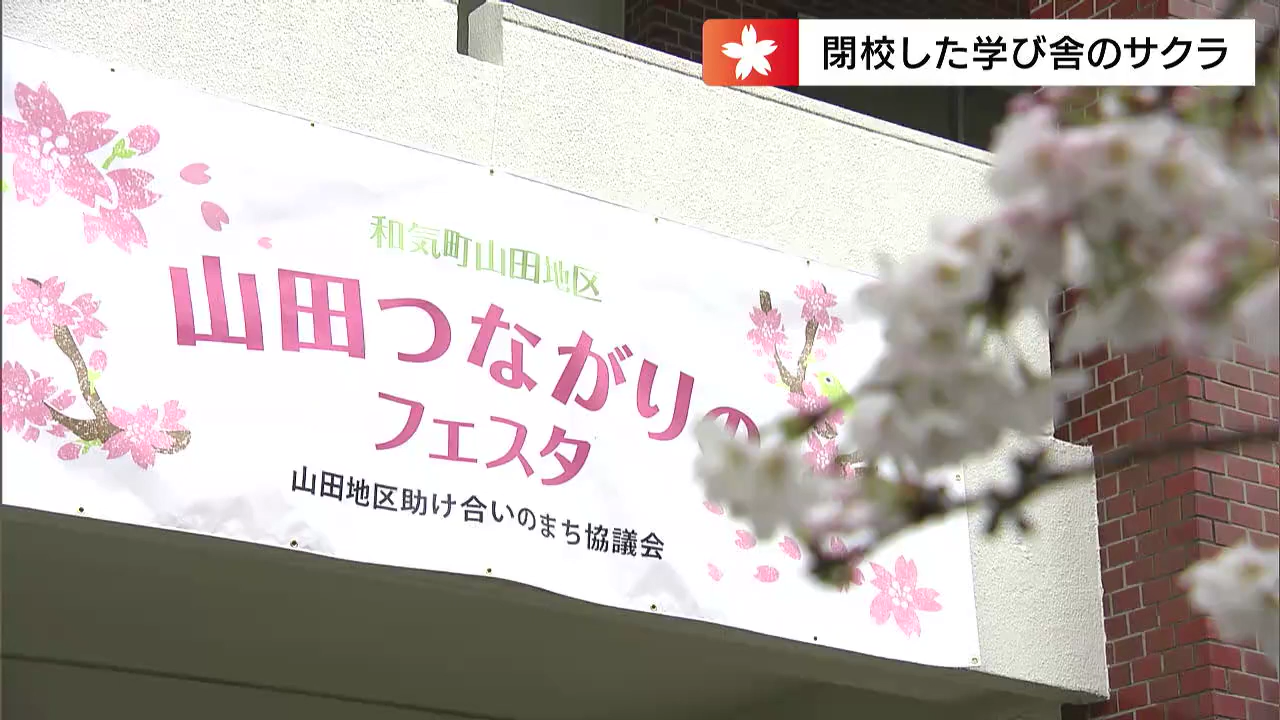 閉校した学び舎のサクラ
和気町山田地区
山田つながりの
フェスタ
山田地区助け合いのまち協議会